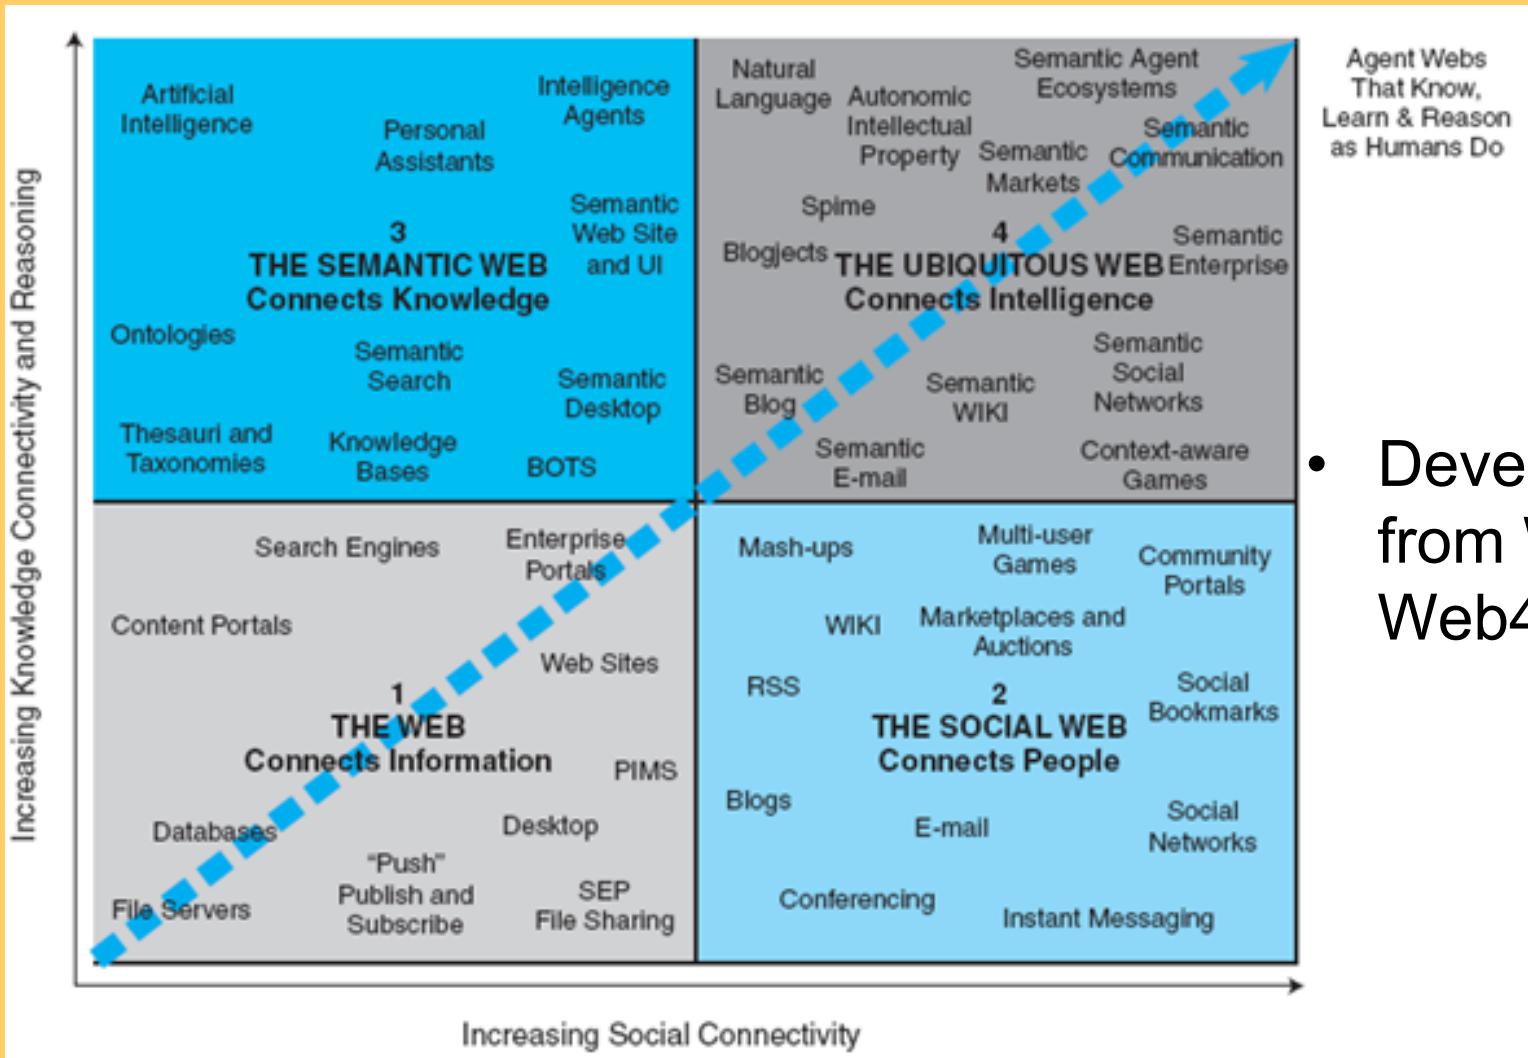 Artificial
Intelligence
Personal
Assistants
Intelligence
Agents
Semantic
Web Site
and UI
3
THE SEMANTIC WEB
Connects Knowledge
Ontologies
Semantic
Search
Semantic
Desktop
Thesauri and
Taxonomies
Knowledge
Bases
BOTS
Natural
Language
Autonomic
Intellectual
Property
Semantic Agent
Ecosystems
Semantic
Markets
Semantic
Communication
Spime
Blogjects
4
THE UBIQUITOUS WEB
Connects Intelligence
Semantic
Enterprise
Semantic
Blog
Semantic
WIKI
Semantic
Social
Networks
Semantic
E-mail
Context-aware
Games
Agent Webs
That Know,
Learn & Reason
as Humans Do
Search Engines
Enterprise
Portals
Content Portals
Web Sites
1
THE WEB
Connects Information
PIMS
Databases
Desktop
"Push"
Publish and
Subscribe
File Servers
SEP
File Sharing
Mash-ups
Multi-user
Games
Community
Portals
WIKI
Marketplaces and
Auctions
RSS
Social
Bookmarks
2
THE SOCIAL WEB
Connects People
Blogs
E-mail
Social
Networks
Conferencing
Instant Messaging
Increasing Knowledge Connectivity and Reasoning
Increasing Social Connectivity
• Deve
from
Web4